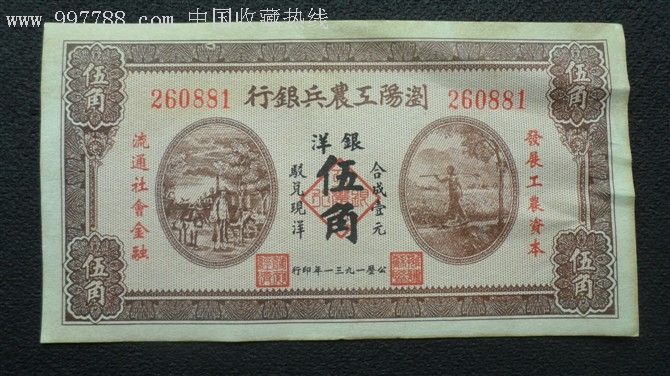 www.997788.com 中国收藏热线
伍角
伍角
行銀兵農工陽瀏
260881
260881
發展工農資本
流通社會金融
洋銀
伍角
合成壹元
駁兌現洋
行印年一三九一曆公
伍角
伍角